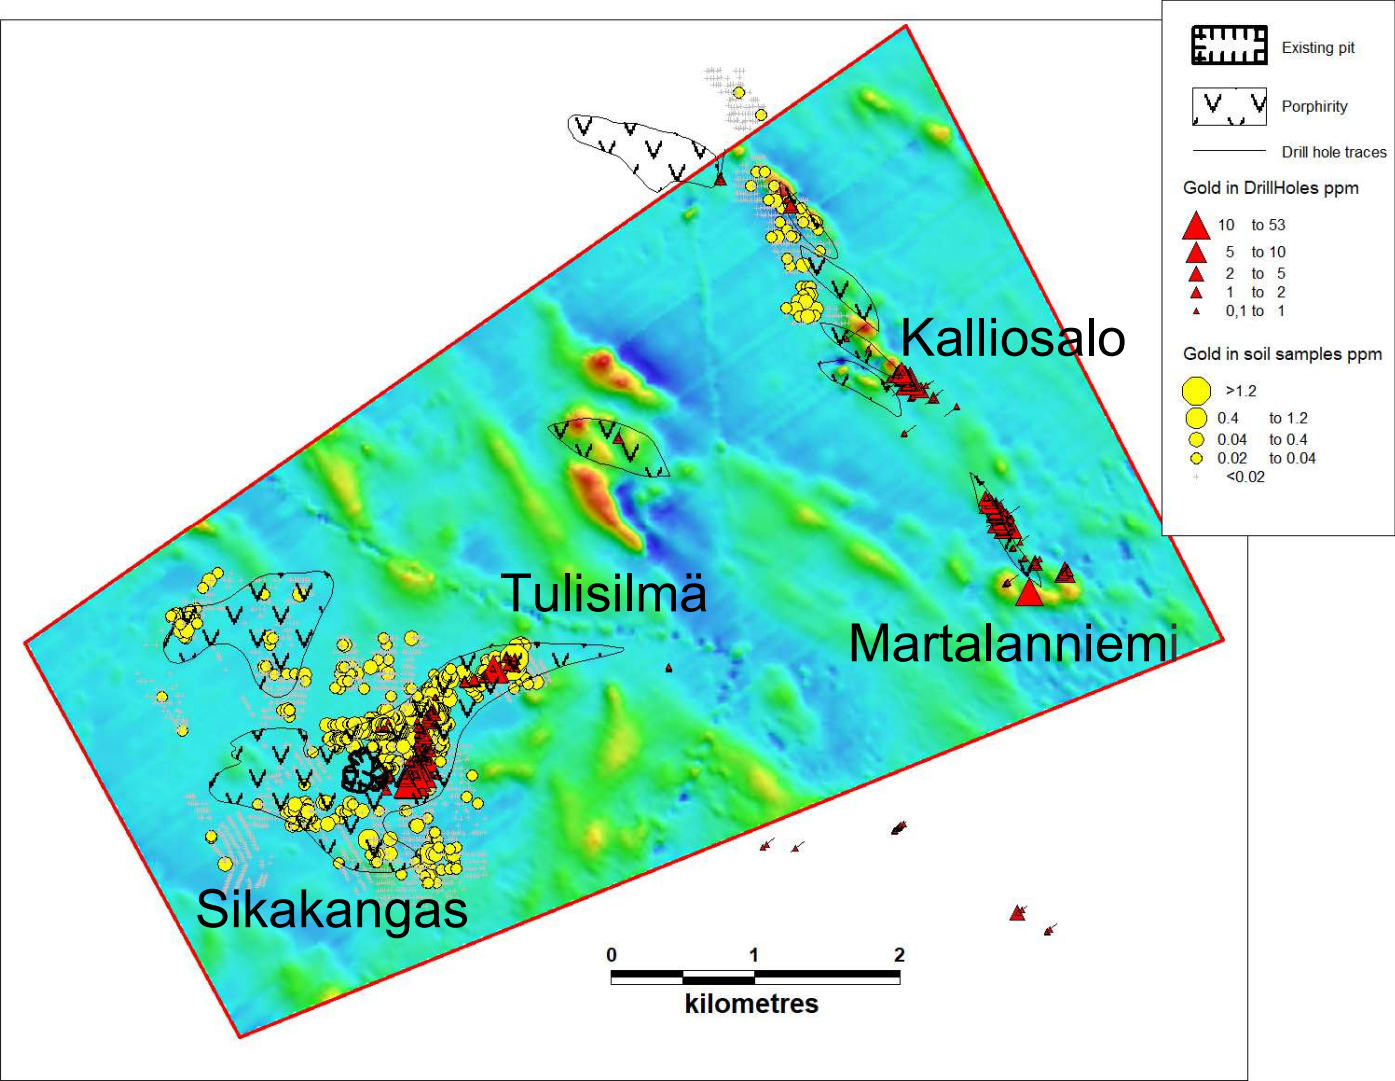 Existing pit
Porphirity
Drill hole traces
Gold in DrillHoles ppm
10 to 53
5 to 10
2 to 5
1 to 2
0,1 to 1
Gold in soil samples ppm
>1.2
0.4 to 1.2
0.04 to 0.4
0.02 to 0.04
<0.02
Kalliosalo
Tulisilmä
Martalanniemi
Sikakangas
0 1 2
kilometres